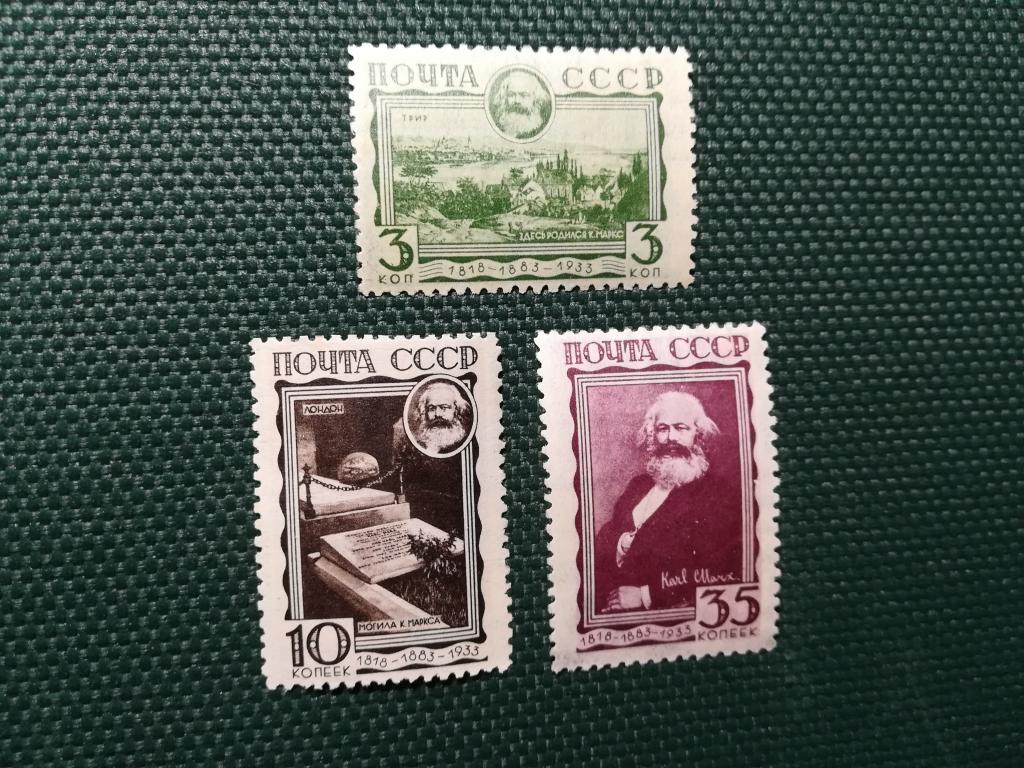 ПОЧТА СССР
ТРИР
ЗДЕСЬ РОДИЛСЯ К. МАРКС
3 3
КОП КОП
1818-1883-1933
ПОЧТА СССР
ЛОНДОН
МОГИЛА К. МАРКСА
10
КОПЕЕК
1818-1883-1933
ПОЧТА СССР
Karl Marx.
35
КОПЕЕК
1818-1883-1933